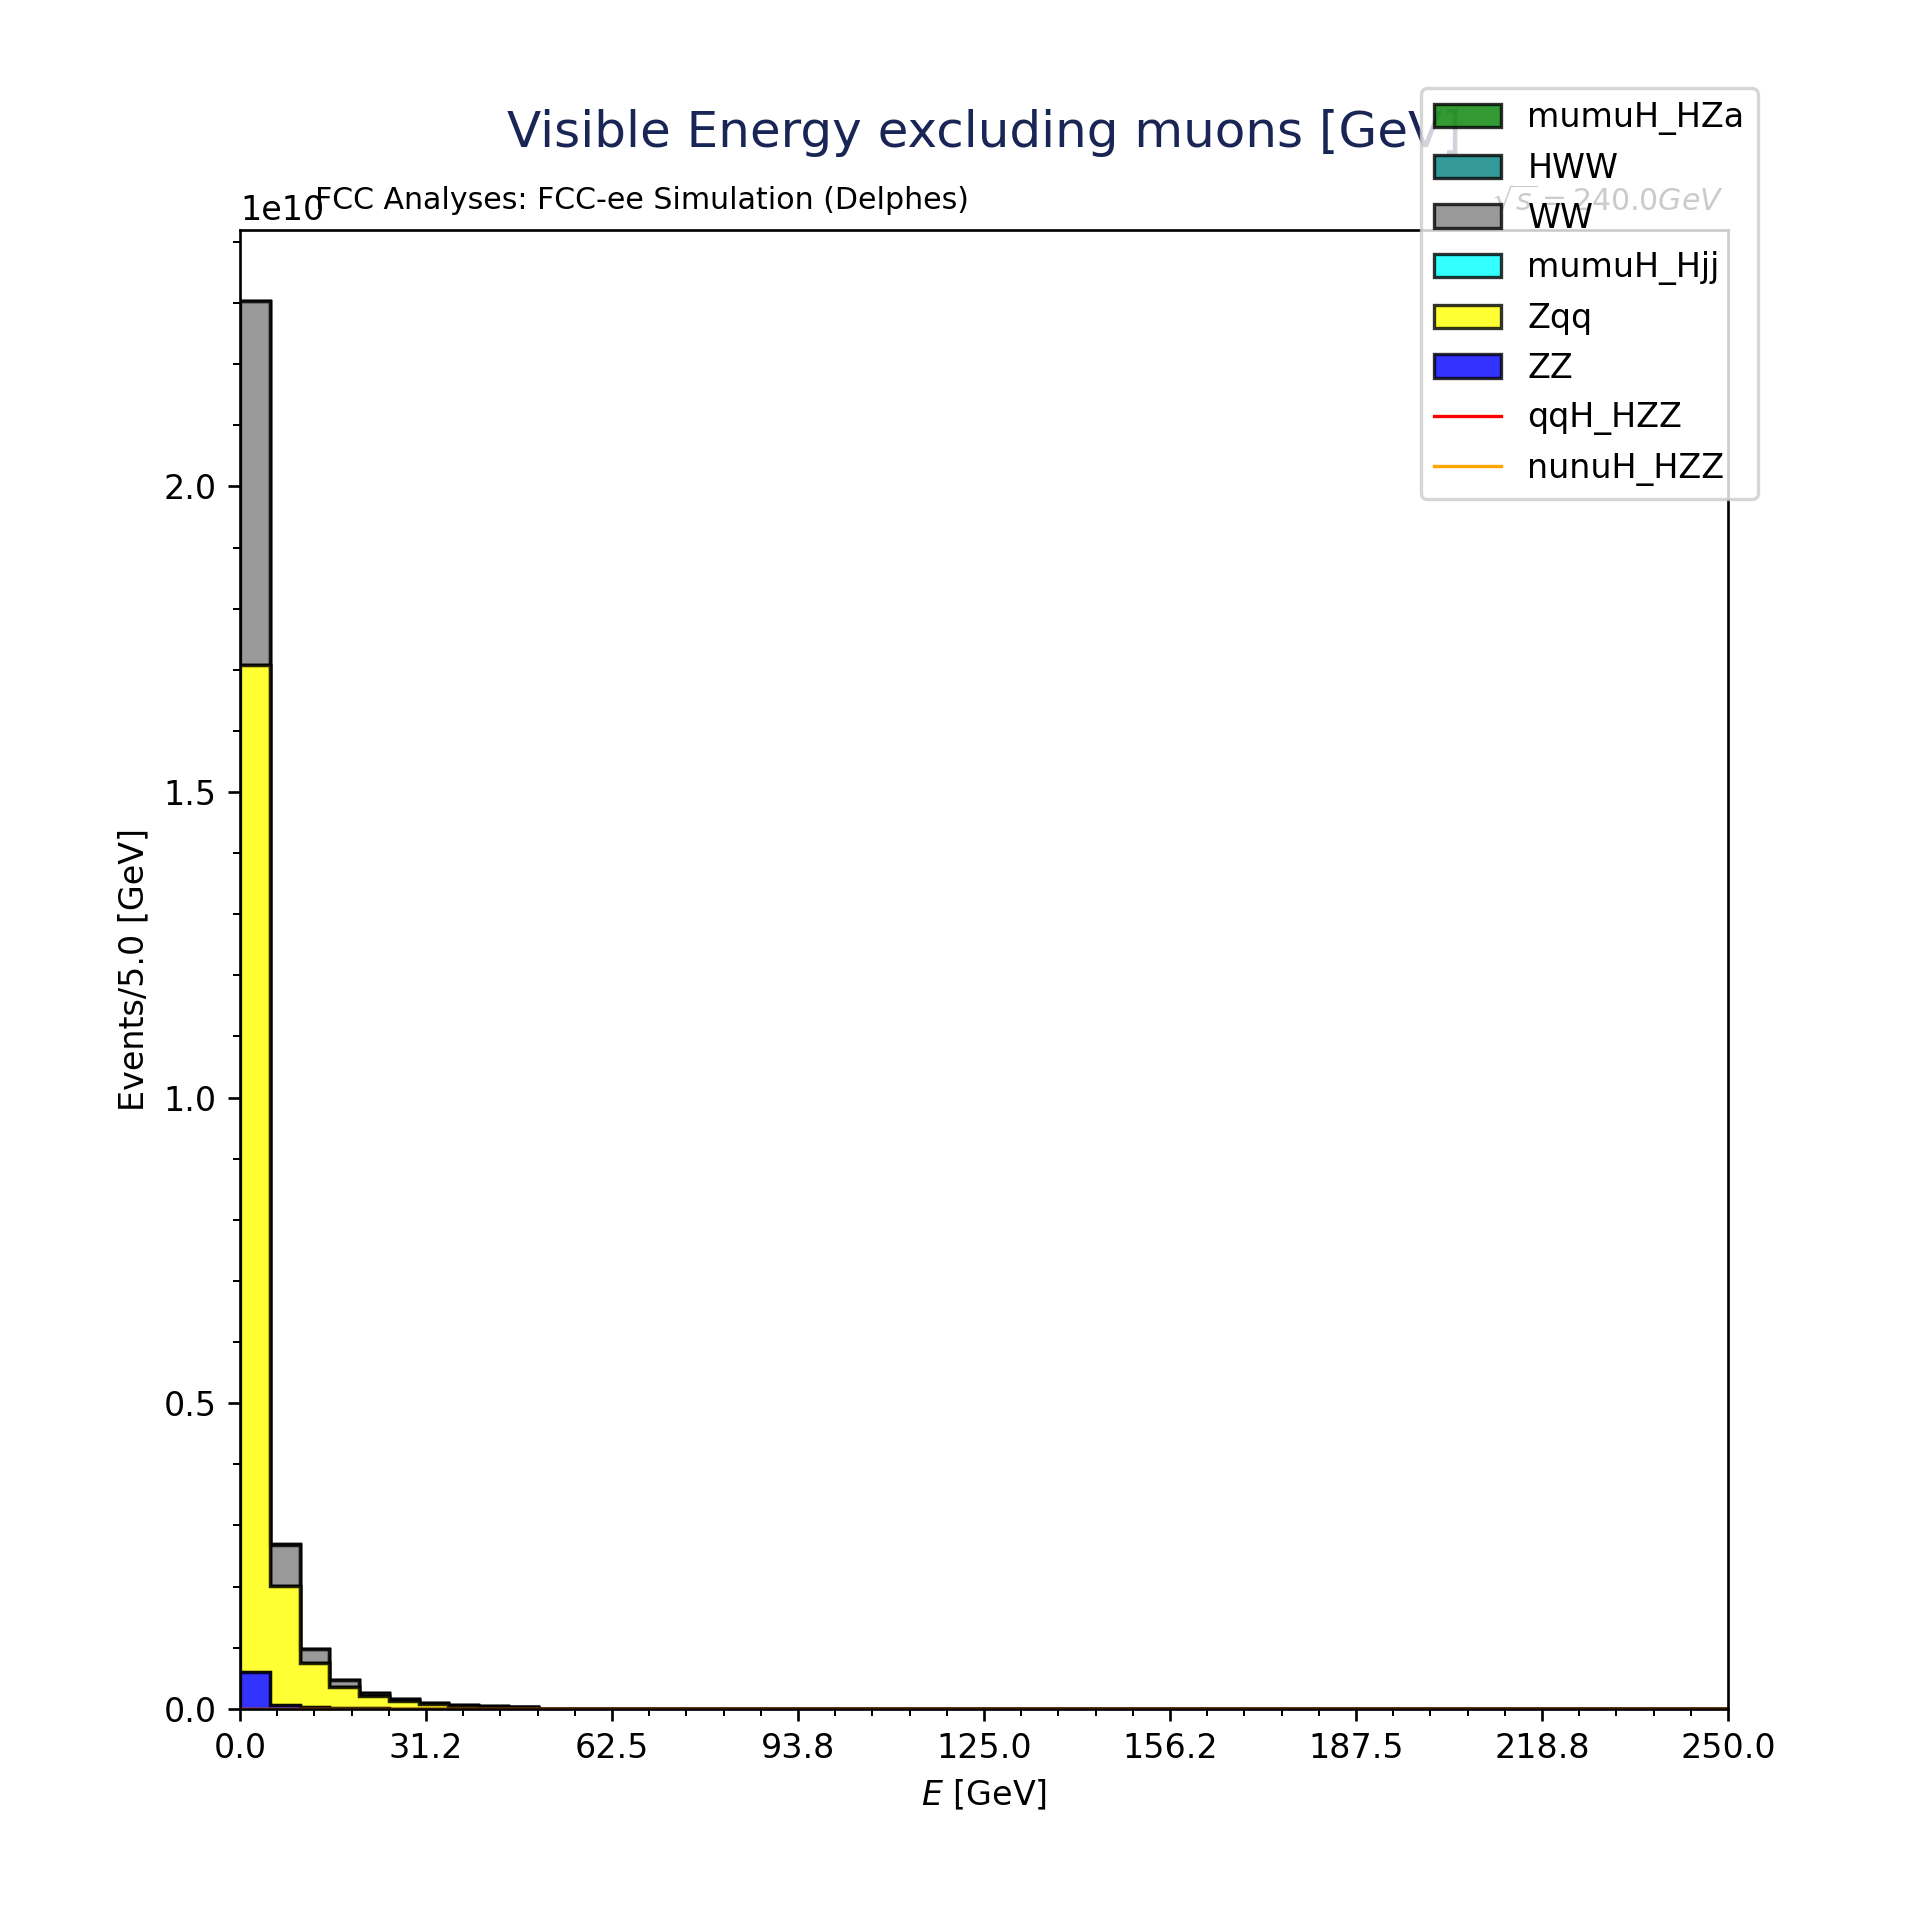 Visible Energy excluding muons [GeV]
1e10
FCC Analyses: FCC-ee Simulation (Delphes)
√s = 240.0GeV
mumuH_HZa
HWW
WW
mumuH_Hjj
Zqq
ZZ
qqH_HZZ
nunuH_HZZ
2.0
1.5
1.0
0.5
0.0
Events/5.0 [GeV]
0.0 31.2 62.5 93.8 125.0 156.2 187.5 218.8 250.0
E [GeV]